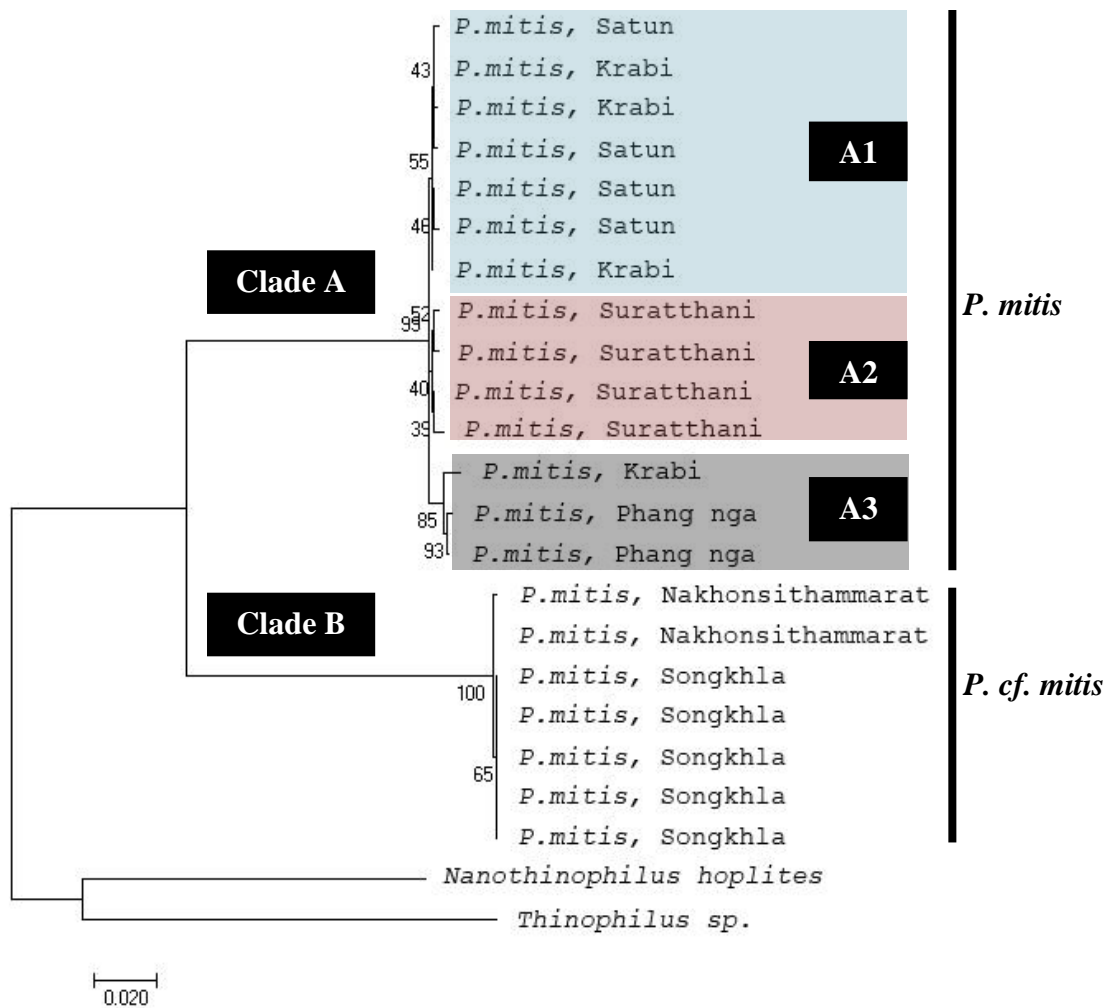 P.mitis, Satun
43
P.mitis, Krabi
P.mitis, Krabi
P.mitis, Satun
A1
55
P.mitis, Satun
P.mitis, Satun
48
P.mitis, Krabi
Clade A
P.mitis, Suratthani
P. mitis
52
99
P.mitis, Suratthani
A2
P.mitis, Suratthani
40
P.mitis, Suratthani
39
P.mitis, Krabi
P.mitis, Phang nga
A3
85
P.mitis, Phang nga
93
P.mitis, Nakhonsithammarat
Clade B
P.mitis, Nakhonsithammarat
P.mitis, Songkhla
P. cf. mitis
100
P.mitis, Songkhla
P.mitis, Songkhla
65
P.mitis, Songkhla
P.mitis, Songkhla
Nanothinophilus hoplites
Thinophilus sp.
0.020